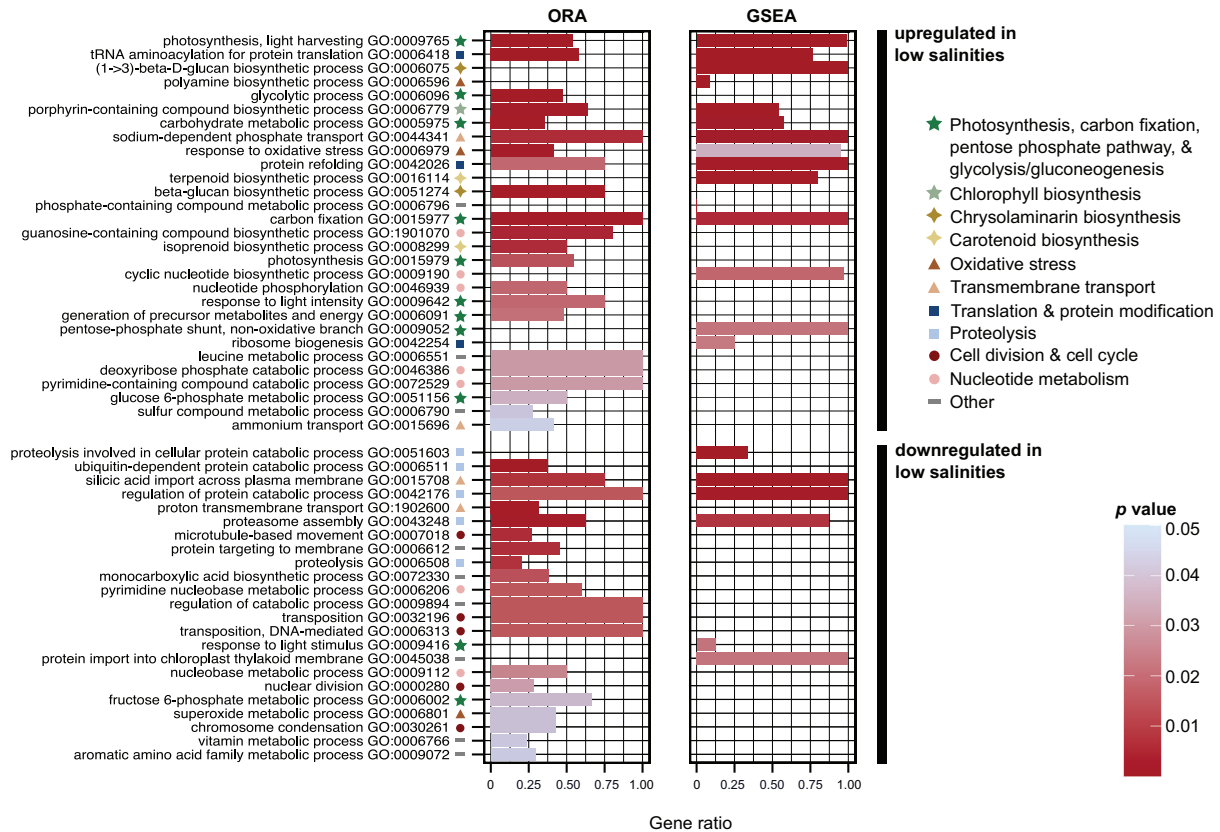 ORA
GSEA
photosynthesis, light harvesting GO:0009765
tRNA aminoacylation for protein translation GO:0006418
(1->3)-beta-D-glucan biosynthetic process GO:0006075
polyamine biosynthetic process GO:0006596
glycolytic process GO:0006096
porphyrin-containing compound biosynthetic process GO:0006779
carbohydrate metabolic process GO:0005975
sodium-dependent phosphate transport GO:0044341
response to oxidative stress GO:0006979
protein refolding GO:0042026
terpenoid biosynthetic process GO:0016114
beta-glucan biosynthetic process GO:0051274
phosphate-containing compound metabolic process GO:0006796
carbon fixation GO:0015977
guanosine-containing compound biosynthetic process GO:1901070
isoprenoid biosynthetic process GO:0008299
photosynthesis GO:0015979
cyclic nucleotide biosynthetic process GO:0009190
nucleotide phosphorylation GO:0046939
response to light intensity GO:0009642
generation of precursor metabolites and energy GO:0006091
pentose-phosphate shunt, non-oxidative branch GO:0009052
ribosome biogenesis GO:0042254
leucine metabolic process GO:0006551
deoxyribose phosphate catabolic process GO:0046386
pyrimidine-containing compound catabolic process GO:0072529
glucose 6-phosphate metabolic process GO:0051156
sulfur compound metabolic process GO:0006790
ammonium transport GO:0015696
proteolysis involved in cellular protein catabolic process GO:0051603
ubiquitin-dependent protein catabolic process GO:0006511
silicic acid import across plasma membrane GO:0015708
regulation of protein catabolic process GO:0042176
proton transmembrane transport GO:1902600
proteasome assembly GO:0043248
microtubule-based movement GO:0007018
protein targeting to membrane GO:0006612
proteolysis GO:0006508
monocarboxylic acid biosynthetic process GO:0072330
pyrimidine nucleobase metabolic process GO:0006206
regulation of catabolic process GO:0009894
transposition GO:0032196
transposition, DNA-mediated GO:0006313
response to light stimulus GO:0009416
protein import into chloroplast thylakoid membrane GO:0045038
nucleobase metabolic process GO:0009112
nuclear division GO:0000280
fructose 6-phosphate metabolic process GO:0006002
superoxide metabolic process GO:0006801
chromosome condensation GO:0030261
vitamin metabolic process GO:0006766
aromatic amino acid family metabolic process GO:0009072
0 0.25 0.50 0.75 1.00
0 0.25 0.50 0.75 1.00
Gene ratio
upregulated in
low salinities
Photosynthesis, carbon fixation,
pentose phosphate pathway, &
glycolysis/gluconeogenesis
Chlorophyll biosynthesis
Chrysolaminarin biosynthesis
Carotenoid biosynthesis
Oxidative stress
Transmembrane transport
Translation & protein modification
Proteolysis
Cell division & cell cycle
Nucleotide metabolism
Other
downregulated in
low salinities
p value
0.05
0.04
0.03
0.02
0.01